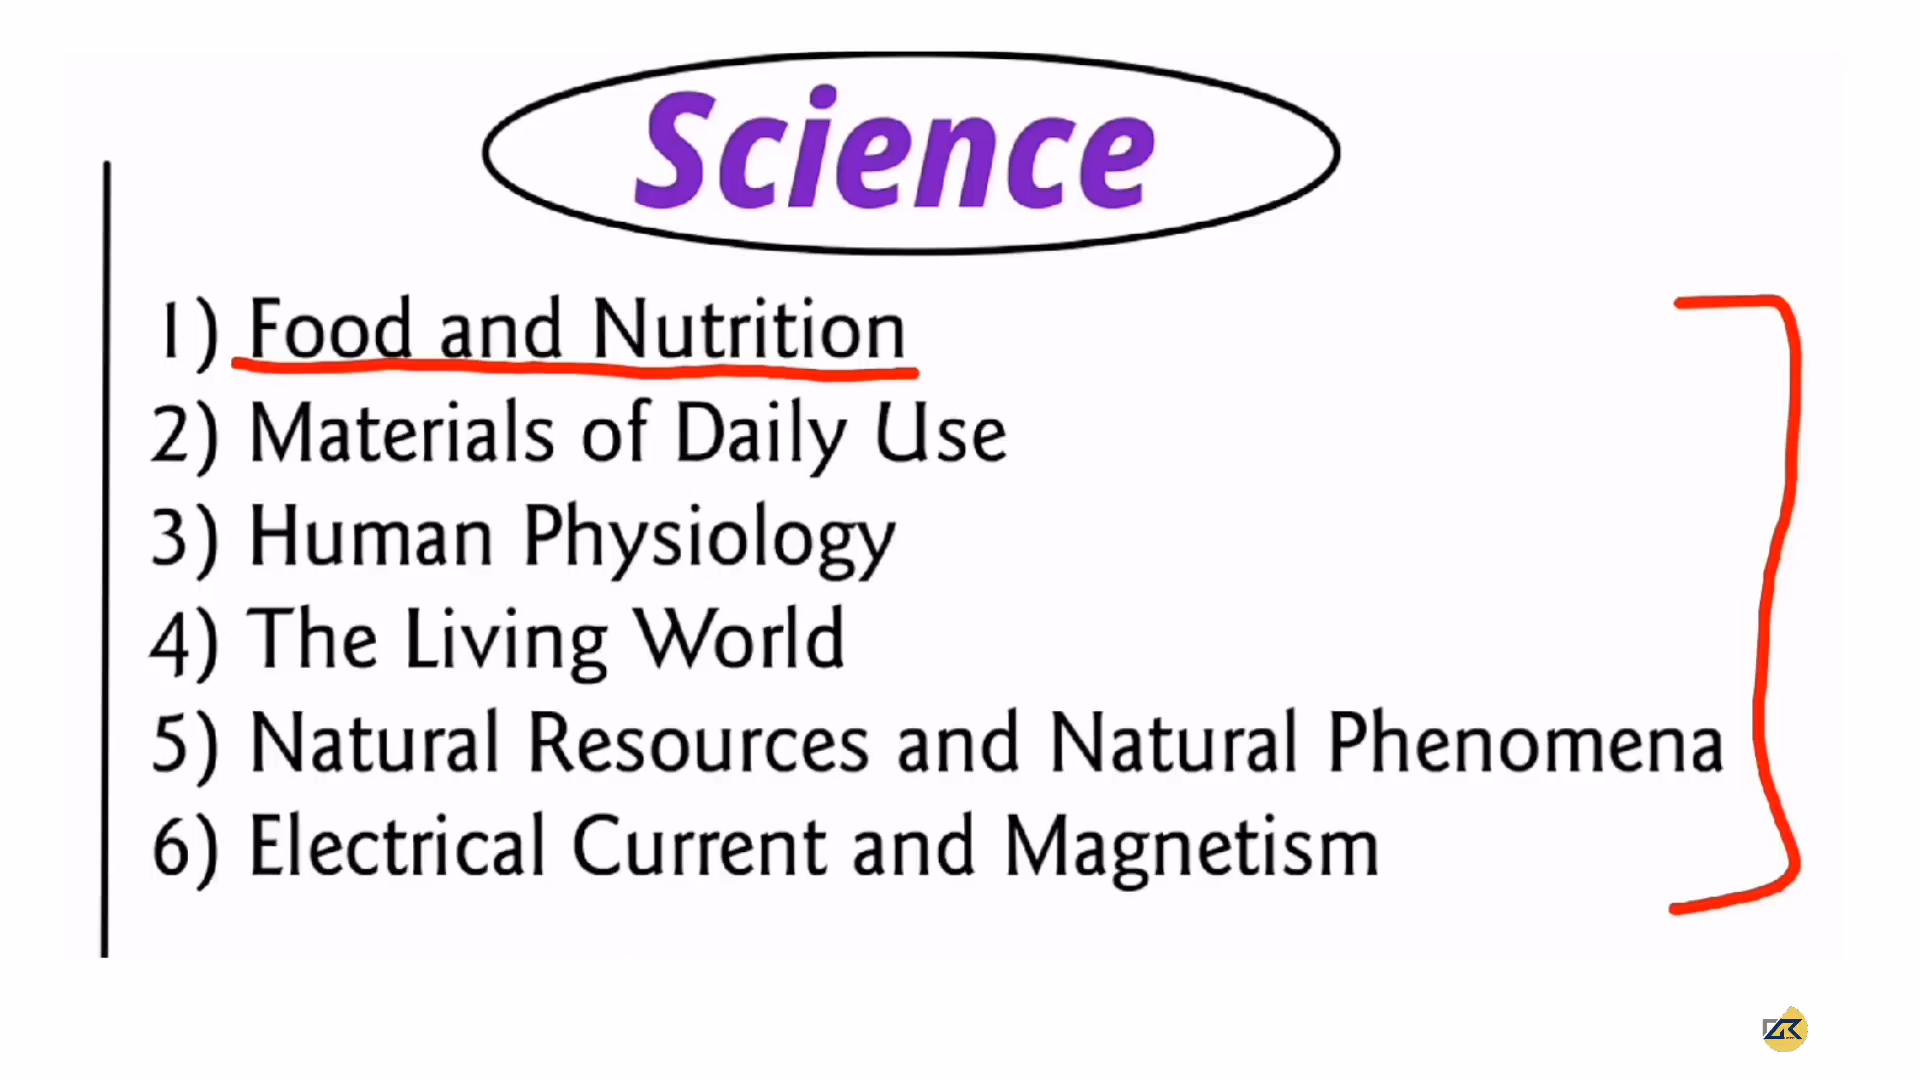 Science
1) Food and Nutrition
2) Materials of Daily Use
3) Human Physiology
4) The Living World
5) Natural Resources and Natural Phenomena
6) Electrical Current and Magnetism